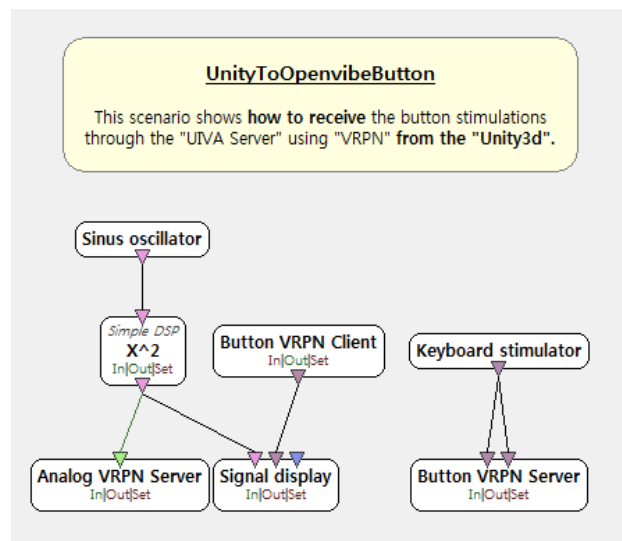 UnityToOpenvibeButton
This scenario shows how to receive the button stimulations
through the "UIVA Server" using "VRPN" from the "Unity3d".
Sinus oscillator
Simple DSP
X^2
In|Out|Set
Button VRPN Client
In|Out|Set
Keyboard stimulator
Analog VRPN Server
In|Out|Set
Signal display
In|Out|Set
Button VRPN Server
In|Out|Set